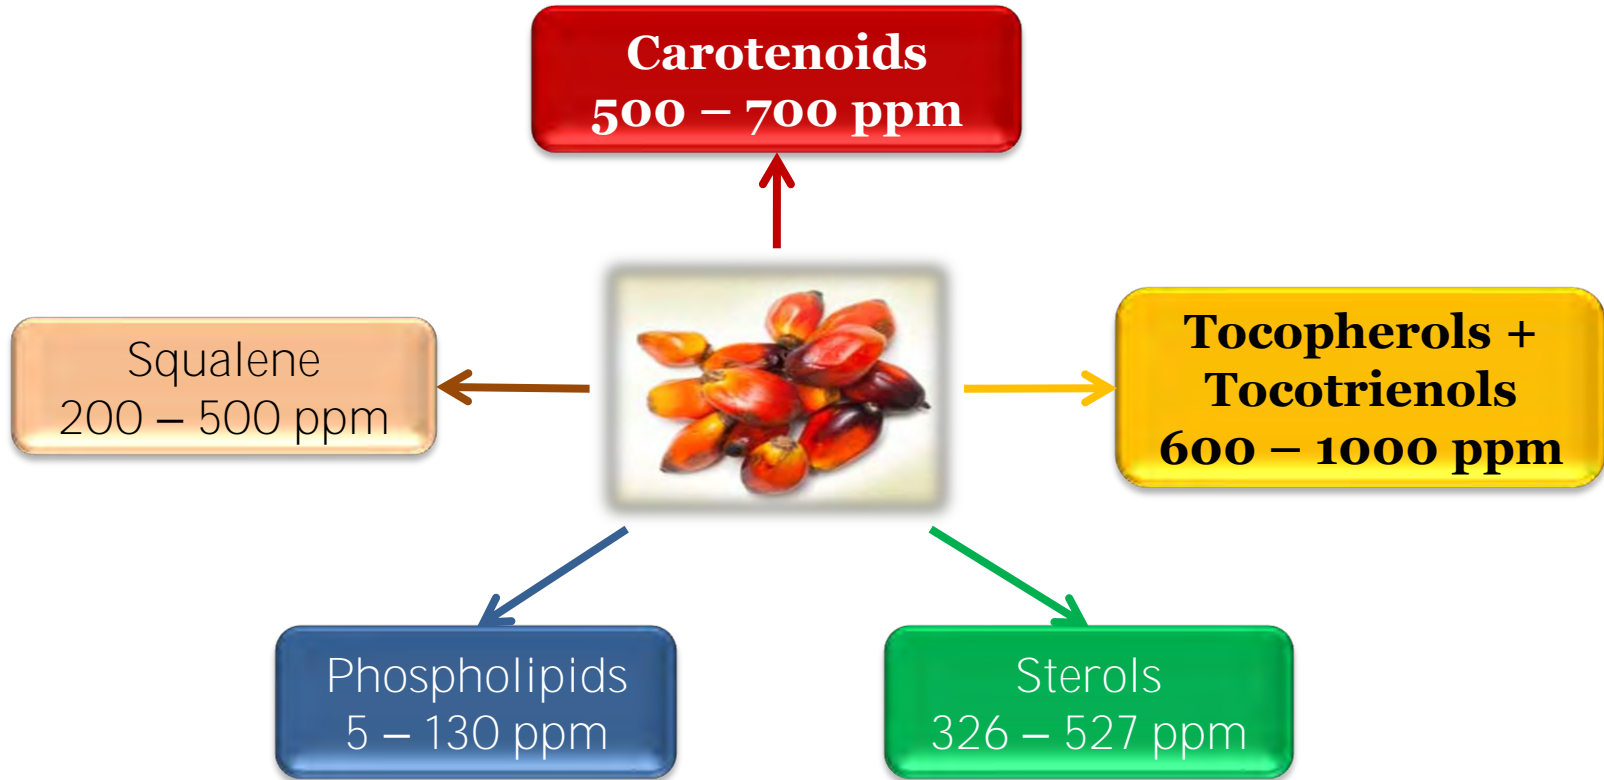 Carotenoids
500 – 700 ppm
Squalene
200 – 500 ppm
Tocopherols +
Tocotrienols
600 – 1000 ppm
Phospholipids
5 – 130 ppm
Sterols
326 – 527 ppm